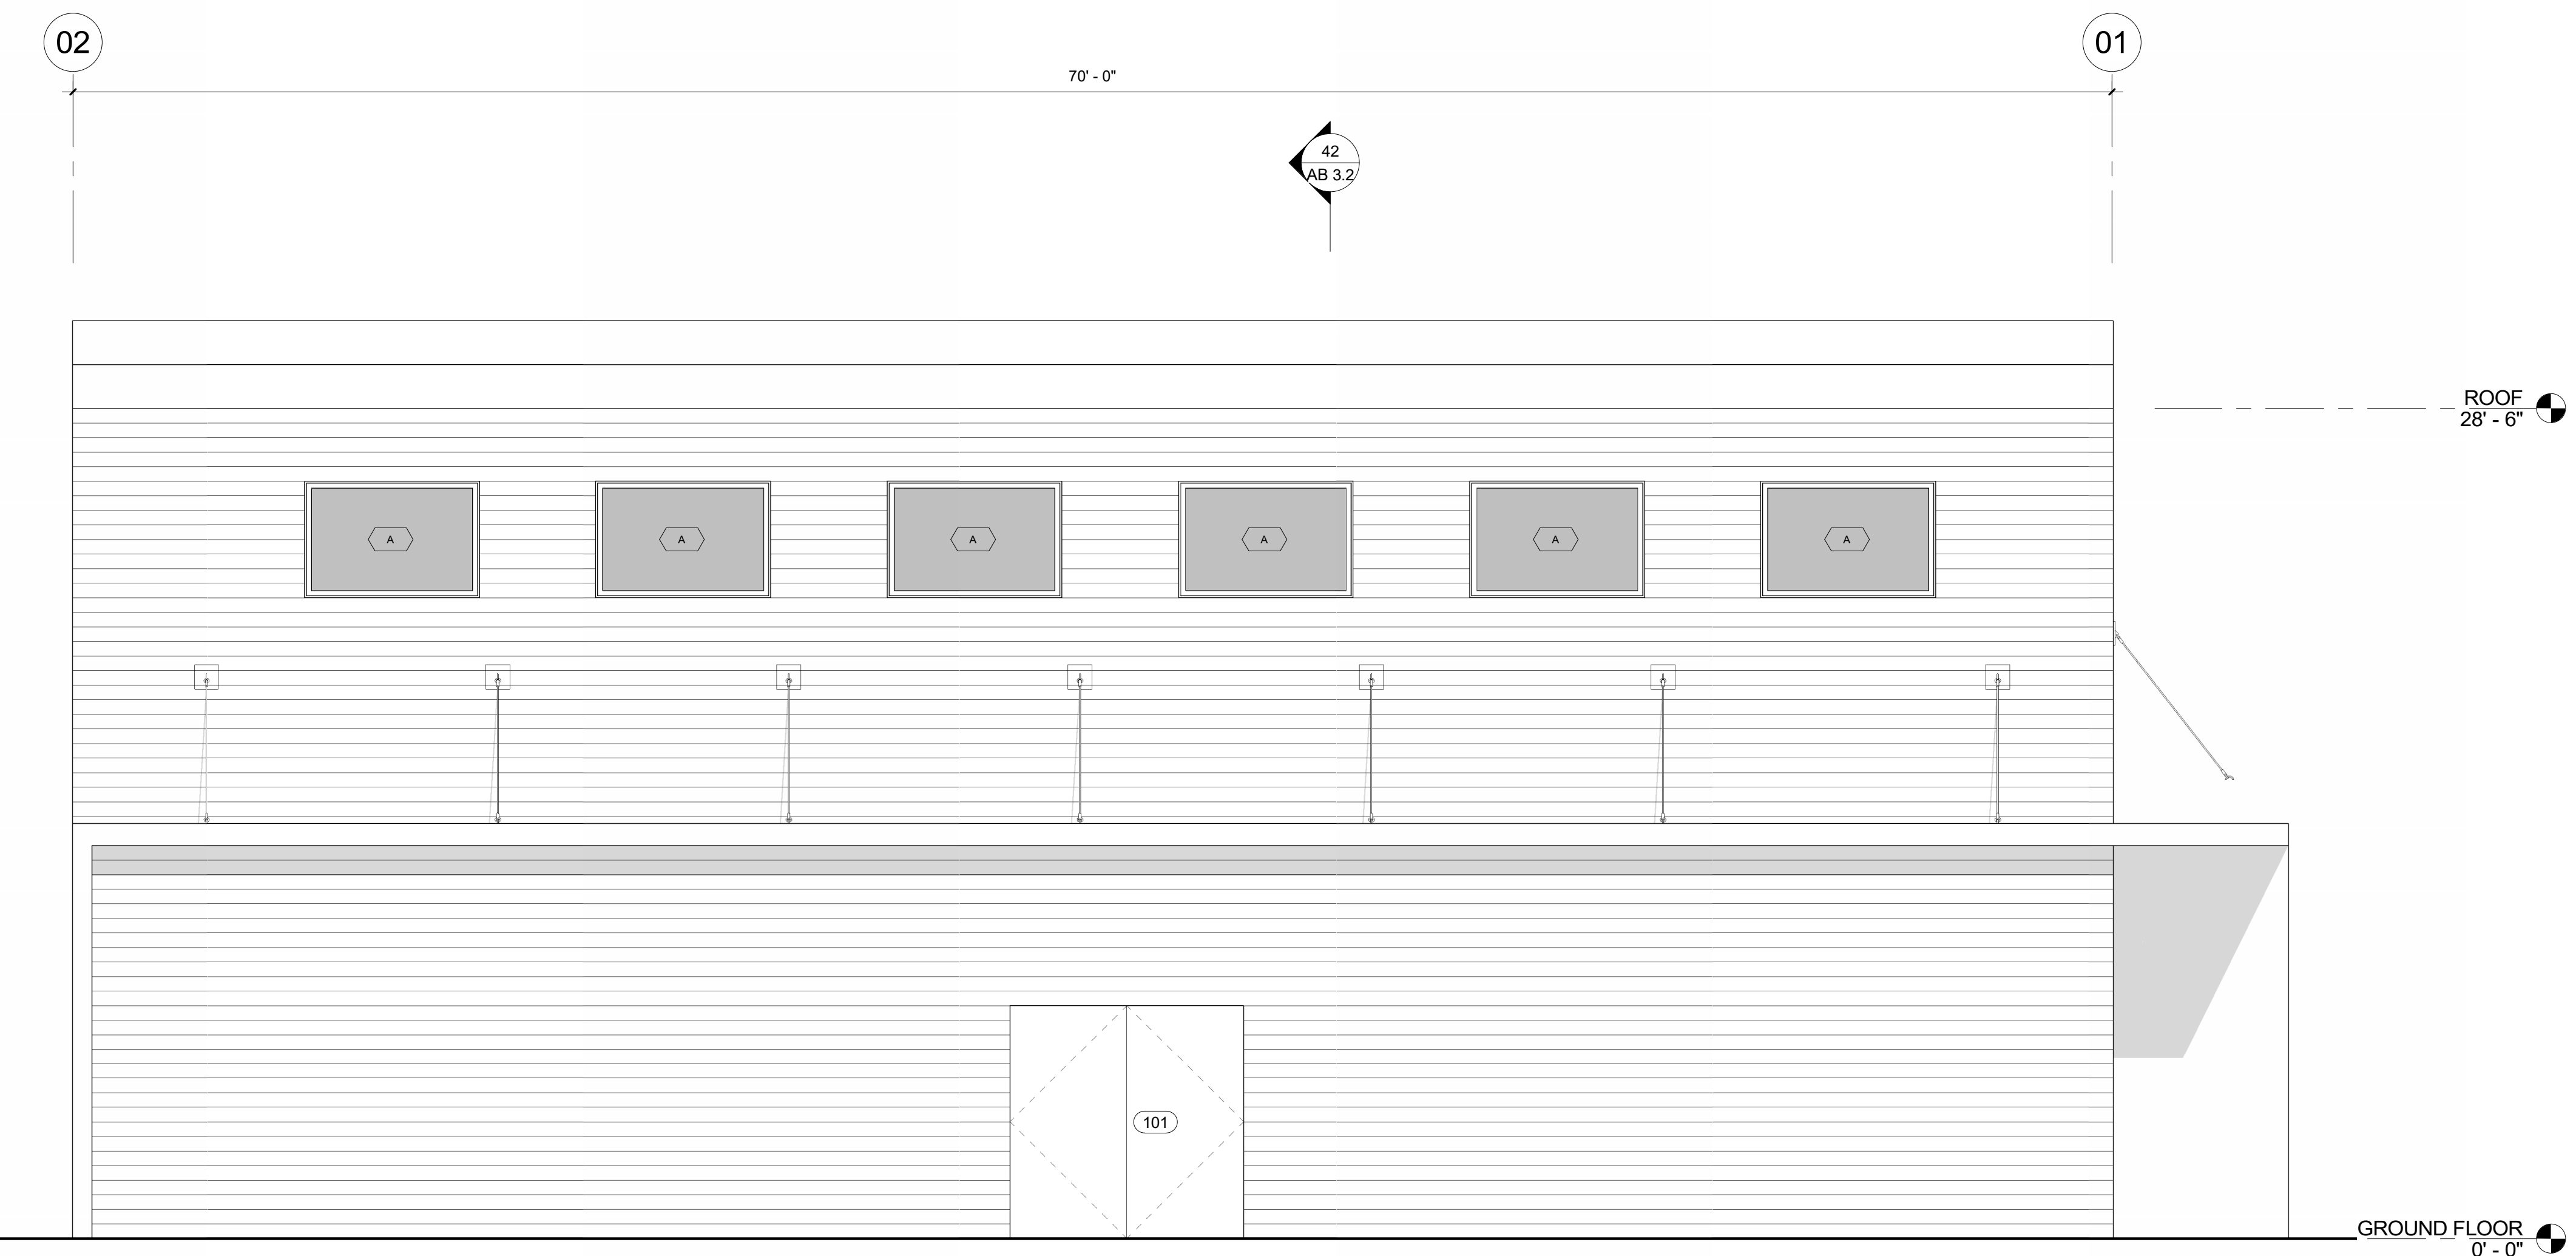 02
01
70' - 0"
42
AB 3.2
ROOF
28' - 6"
A
A
A
A
A
A
101
GROUND FLOOR
0' - 0"